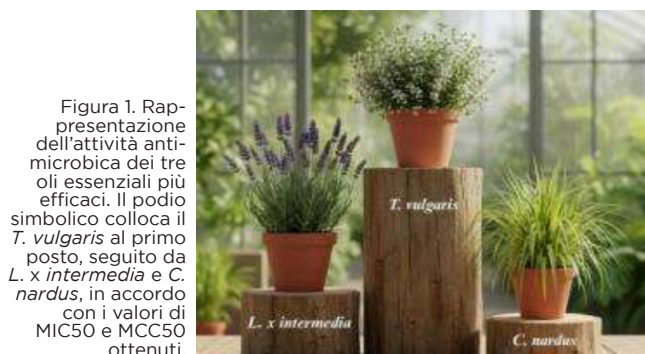 Figura 1. Rap-
presentazione
dell'attività anti-
microbica dei tre
oli essenziali più
efficaci. Il podio
simbolico colloca il
T. vulgaris al primo
posto, seguito da
L. x intermedia e C.
nardus, in accordo
con i valori di
MIC50 e MCC50
ottenuti.
T. vulgaris
L. x intermedia
C. nardus